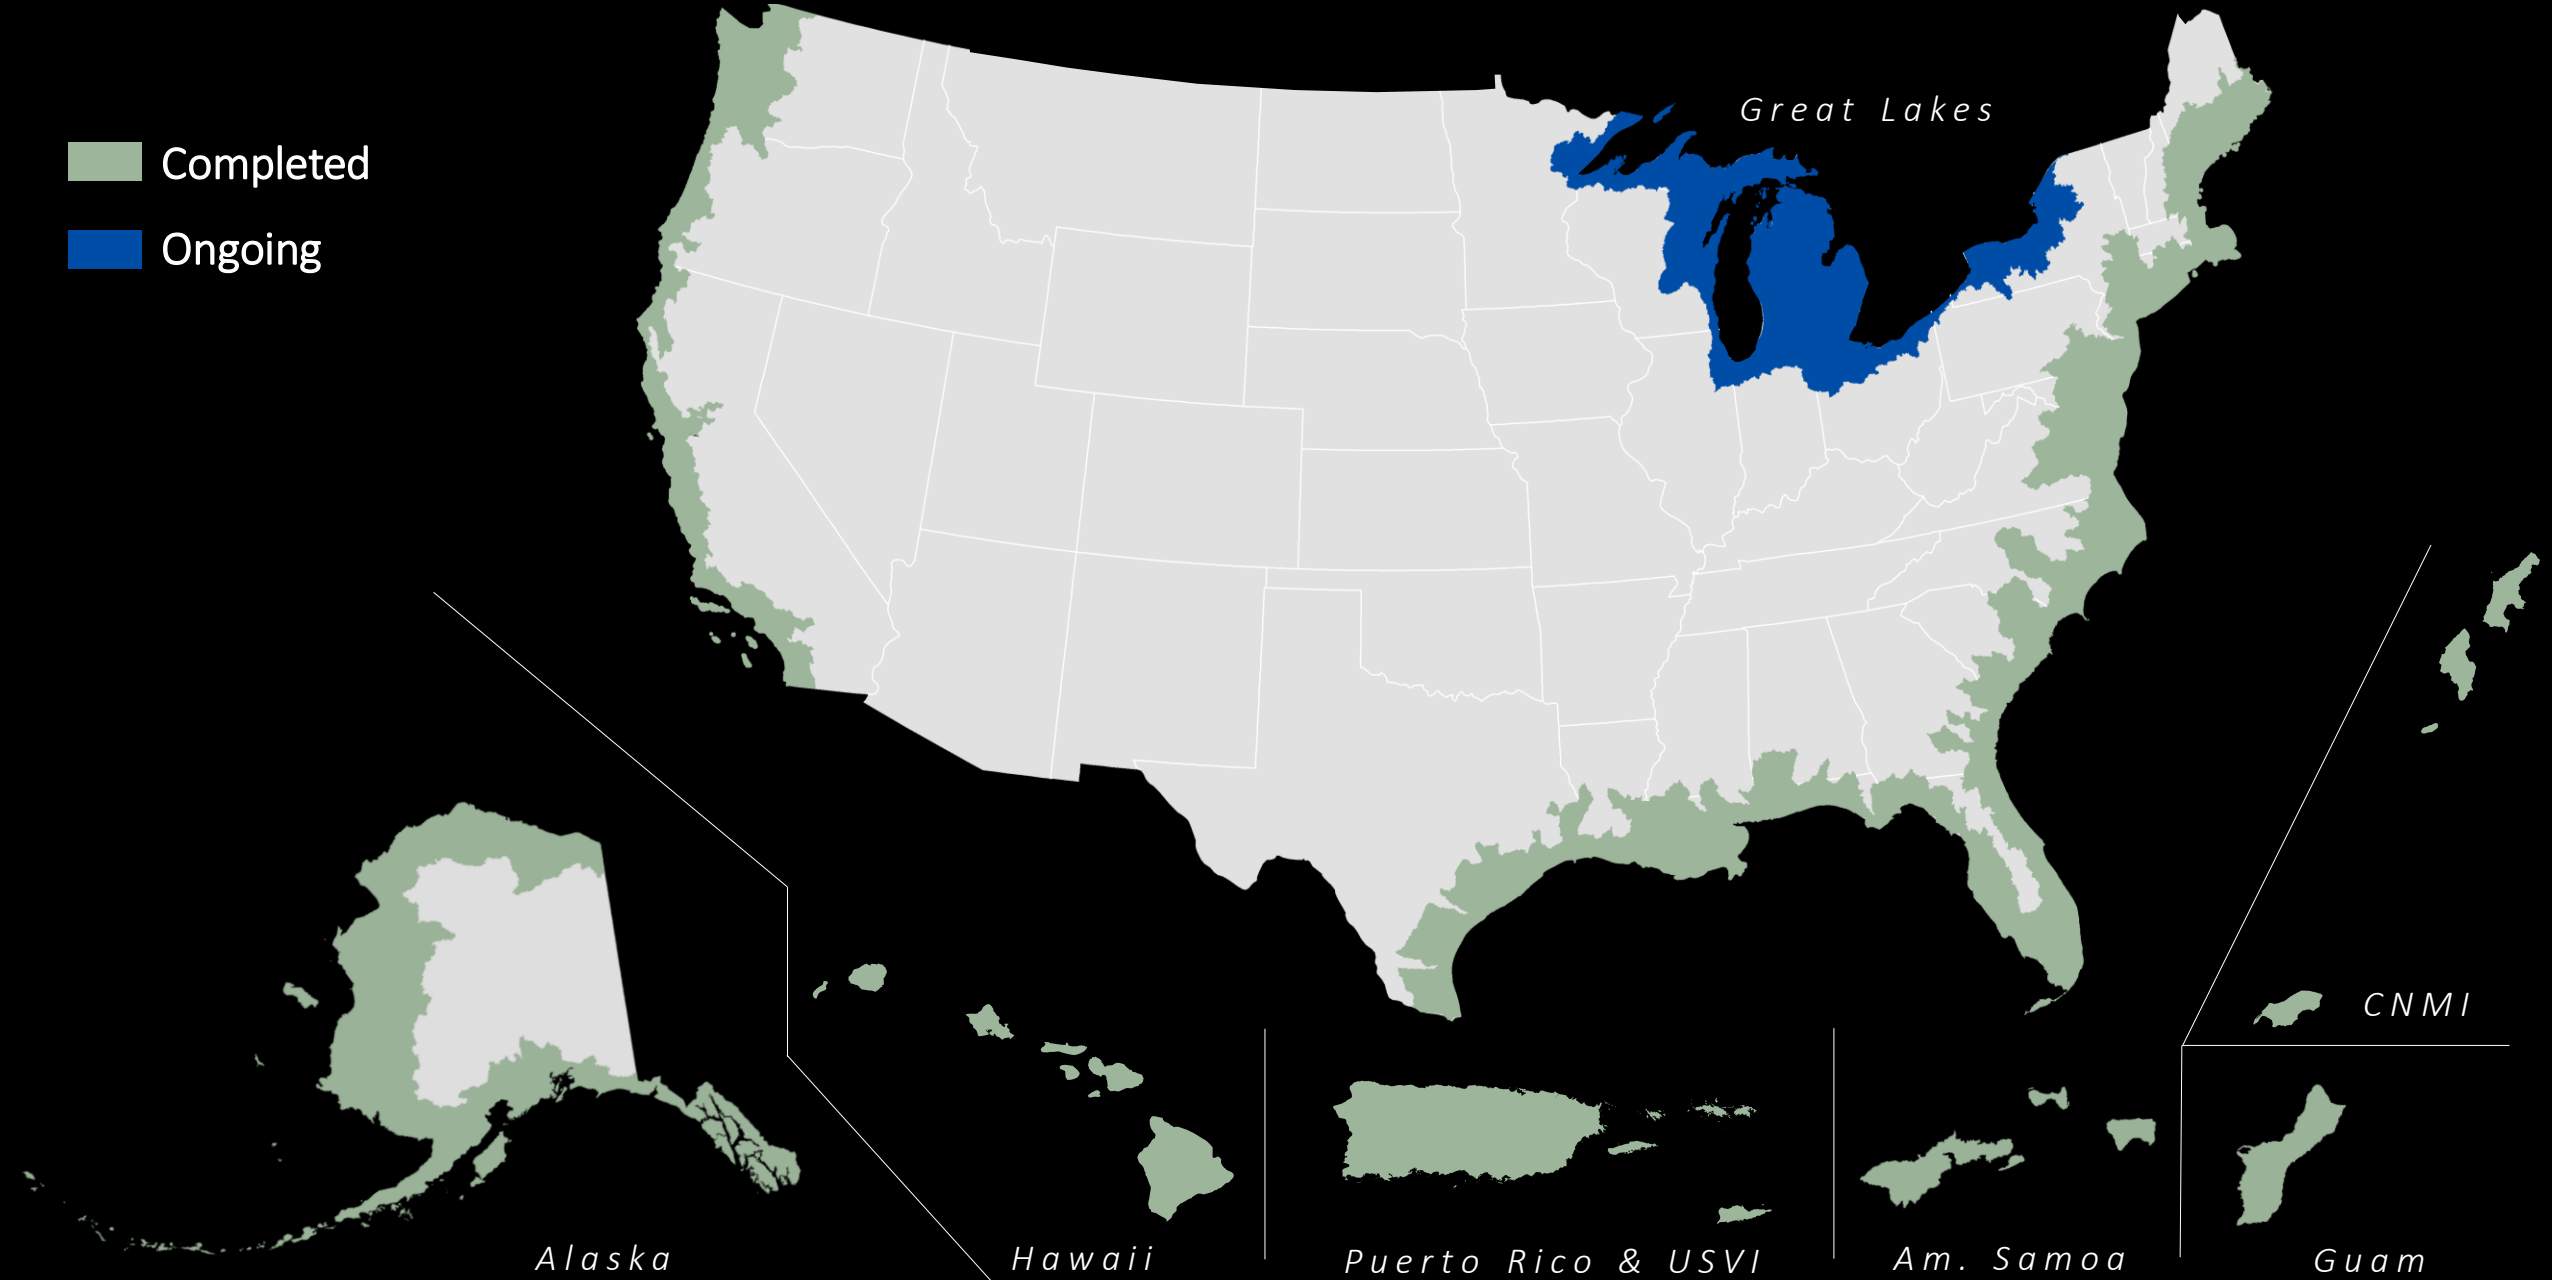 Great Lakes
Completed
Ongoing
CNMI
Alaska
Hawaii
Puerto Rico & USVI
Am. Samoa
Guam